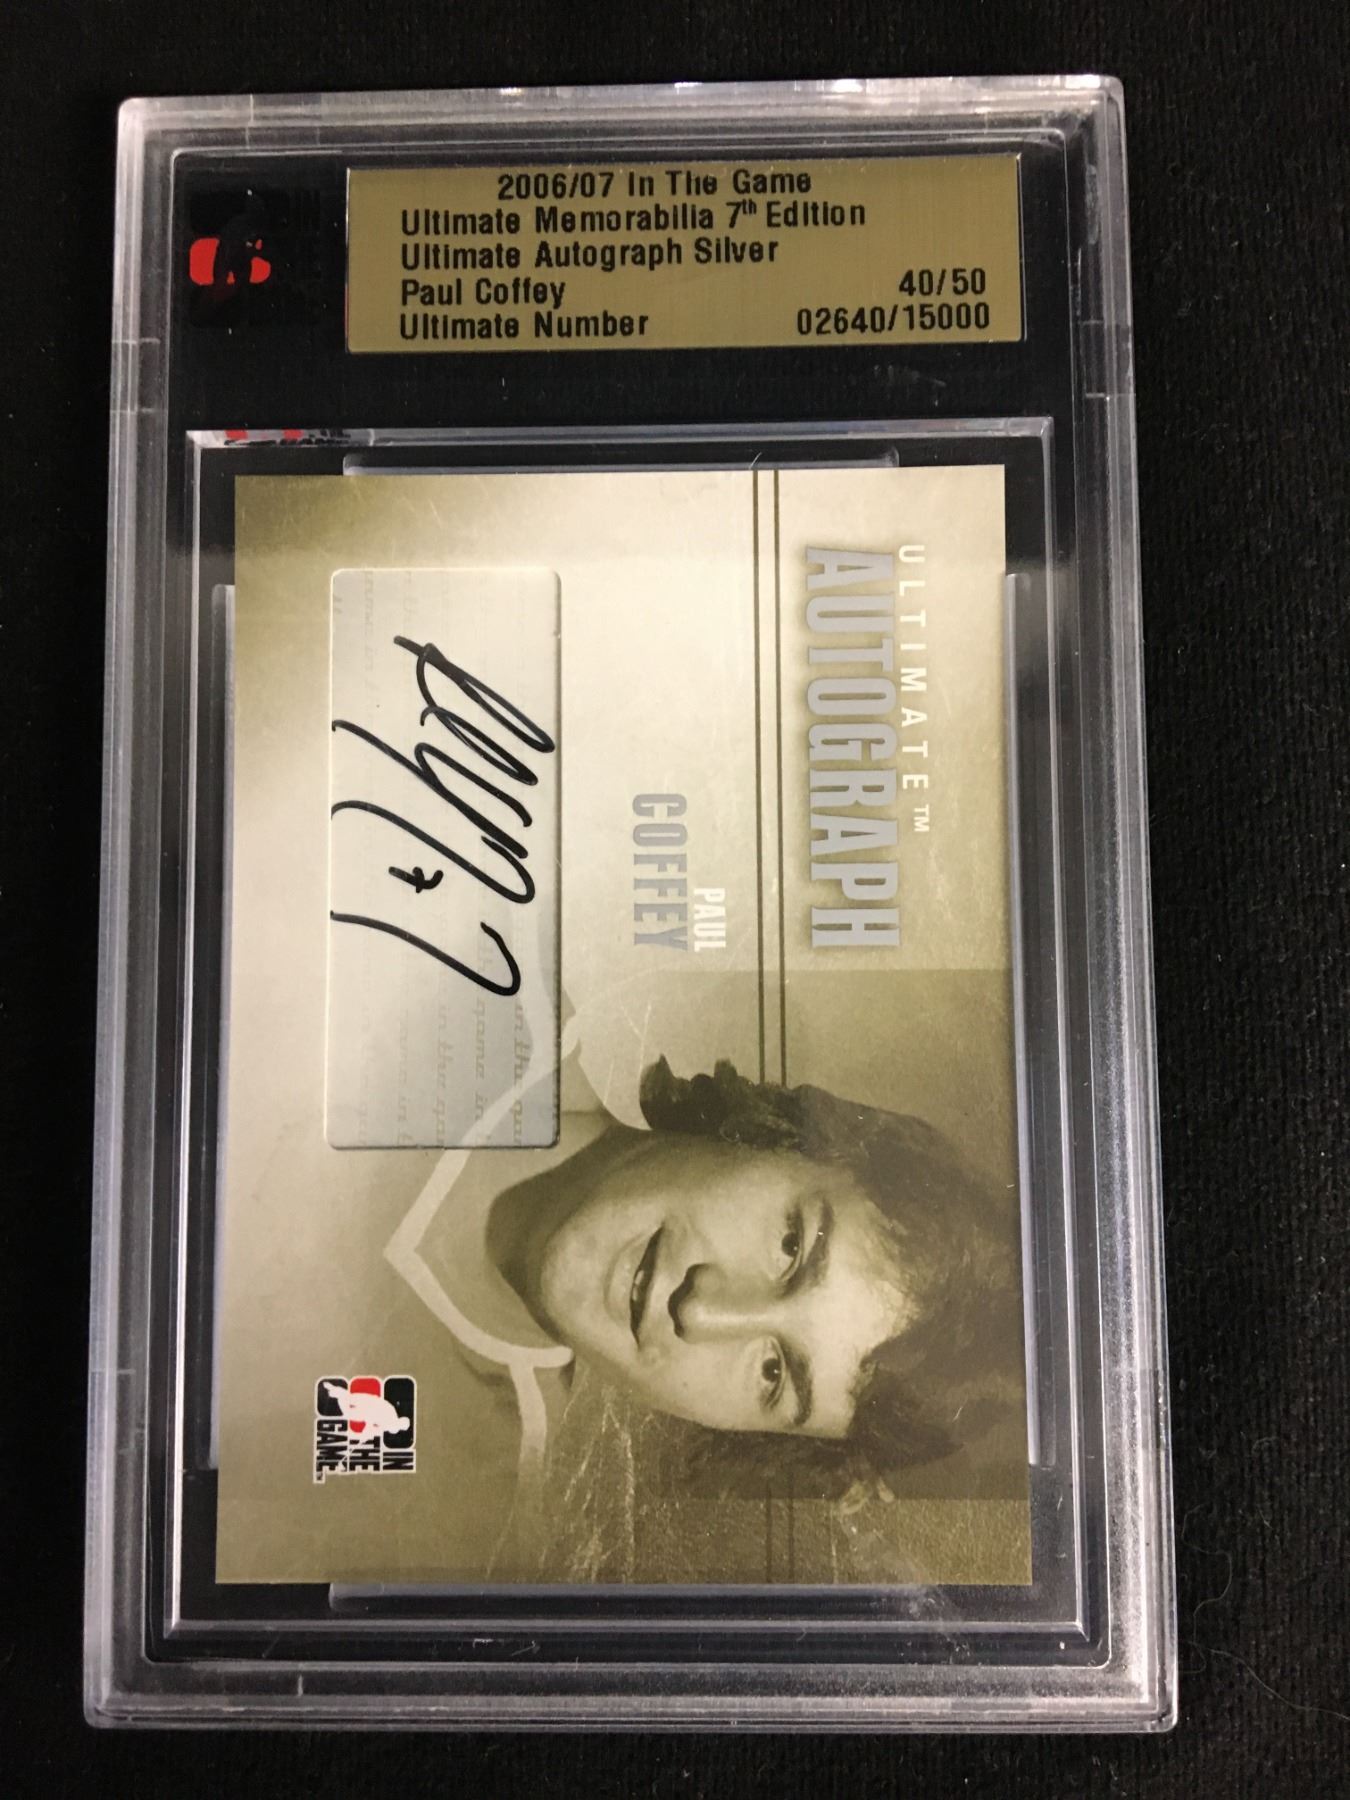 2006/07 In The Game
Ultimate Memorabilia 7th Edition
Ultimate Autograph Silver
Paul Coffey 40/50
Ultimate Number 02640/15000
ULTIMATE™
AUTOGRAPH
PAUL
COFFEY
7
IN
THE
GAME